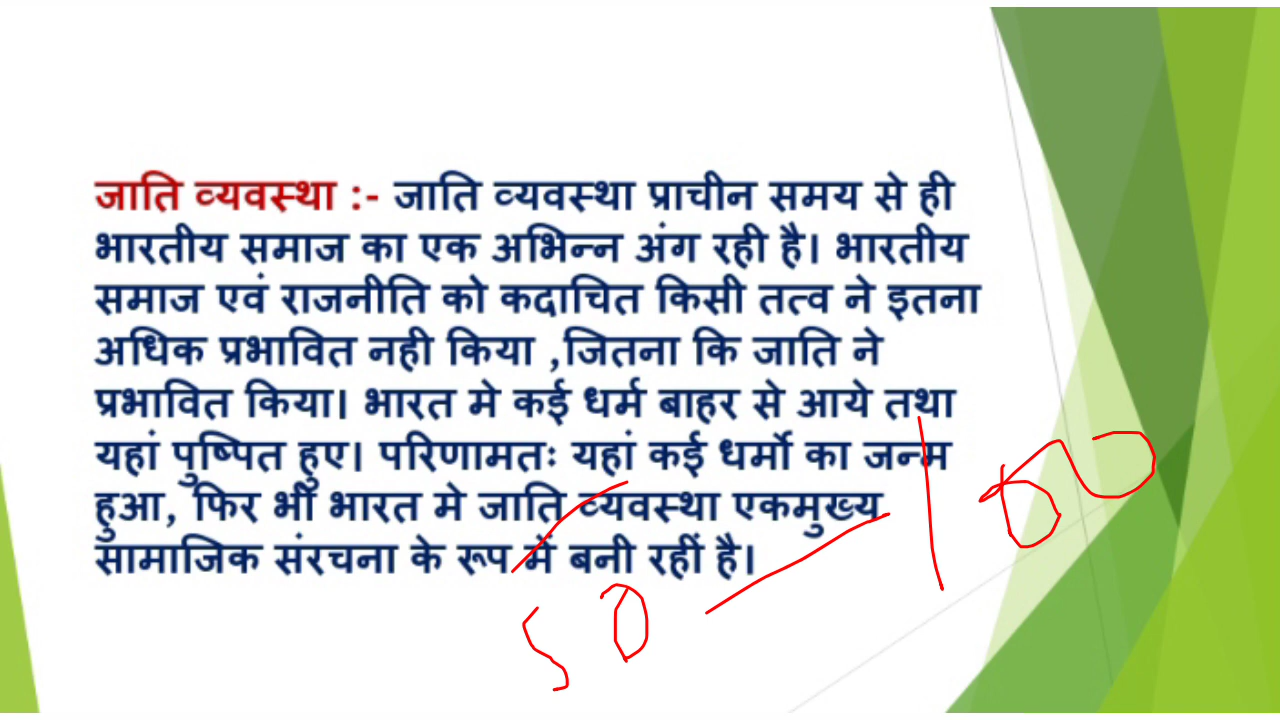 जाति व्यवस्था :- जाति व्यवस्था प्राचीन समय से ही
भारतीय समाज का एक अभिन्न अंग रही है। भारतीय
समाज एवं राजनीति को कदाचित किसी तत्व ने इतना
अधिक प्रभावित नही किया ,जितना कि जाति ने
प्रभावित किया। भारत मे कई धर्म बाहर से आये तथा
यहां पुष्पित हुए। परिणामतः यहां कई धर्मो का जन्म
हुआ, फिर भी भारत मे जाति व्यवस्था एकमुख्य
सामाजिक संरचना के रूप में बनी रहीं है।
50 — 100